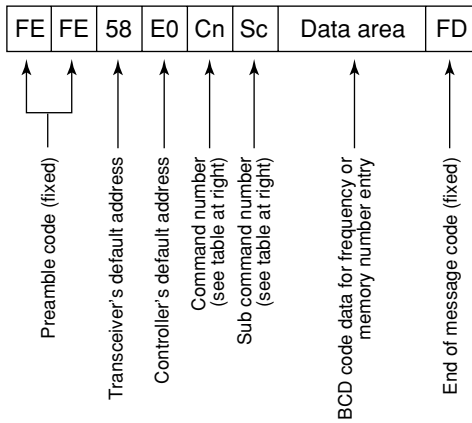 FE FE 58 E0 Cn Sc Data area FD
Preamble code (fixed)
Transceiver's default address
Controller's default address
Command number
(see table at right)
Sub command number
(see table at right)
BCD code data for frequency or
memory number entry
End of message code (fixed)